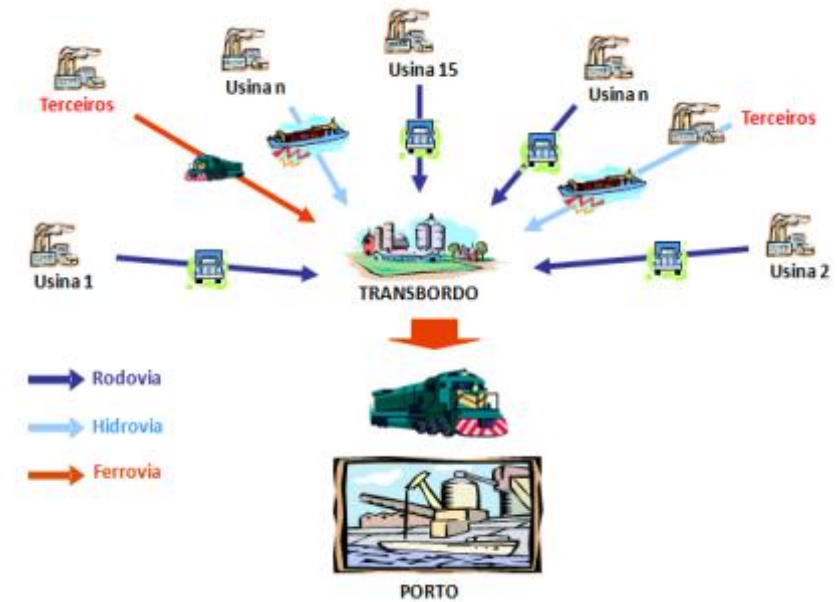 Usina 15
Usina n
Usina n
Terceiros
Terceiros
Usina 1
Usina 2
TRANSBORDO
Rodovia
Hidrovia
Ferrovia
PORTO